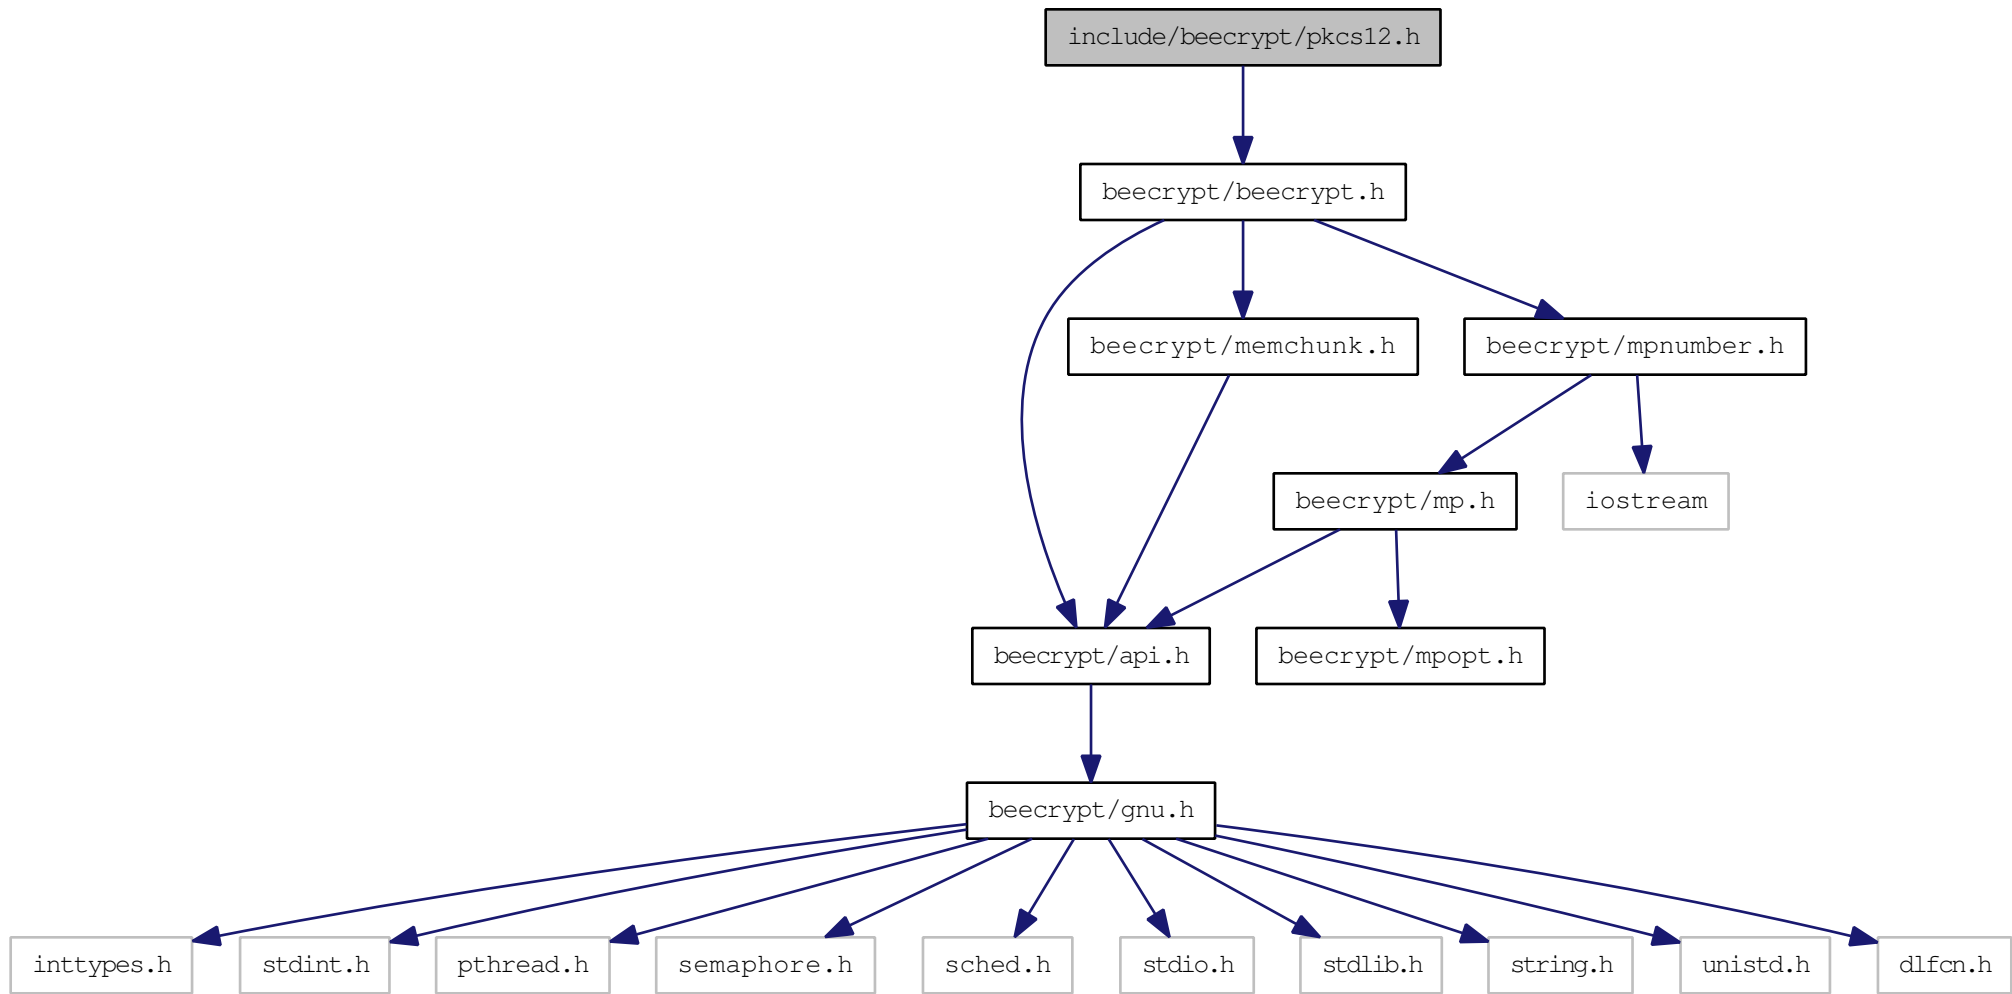 include/beecrypt/pkcs12.h
beecrypt/beecrypt.h
beecrypt/memchunk.h
beecrypt/mpnumber.h
beecrypt/mp.h
iostream
beecrypt/api.h
beecrypt/mpopt.h
beecrypt/gnu.h
inttypes.h
stdint.h
pthread.h
semaphore.h
sched.h
stdio.h
stdlib.h
string.h
unistd.h
dlfcn.h